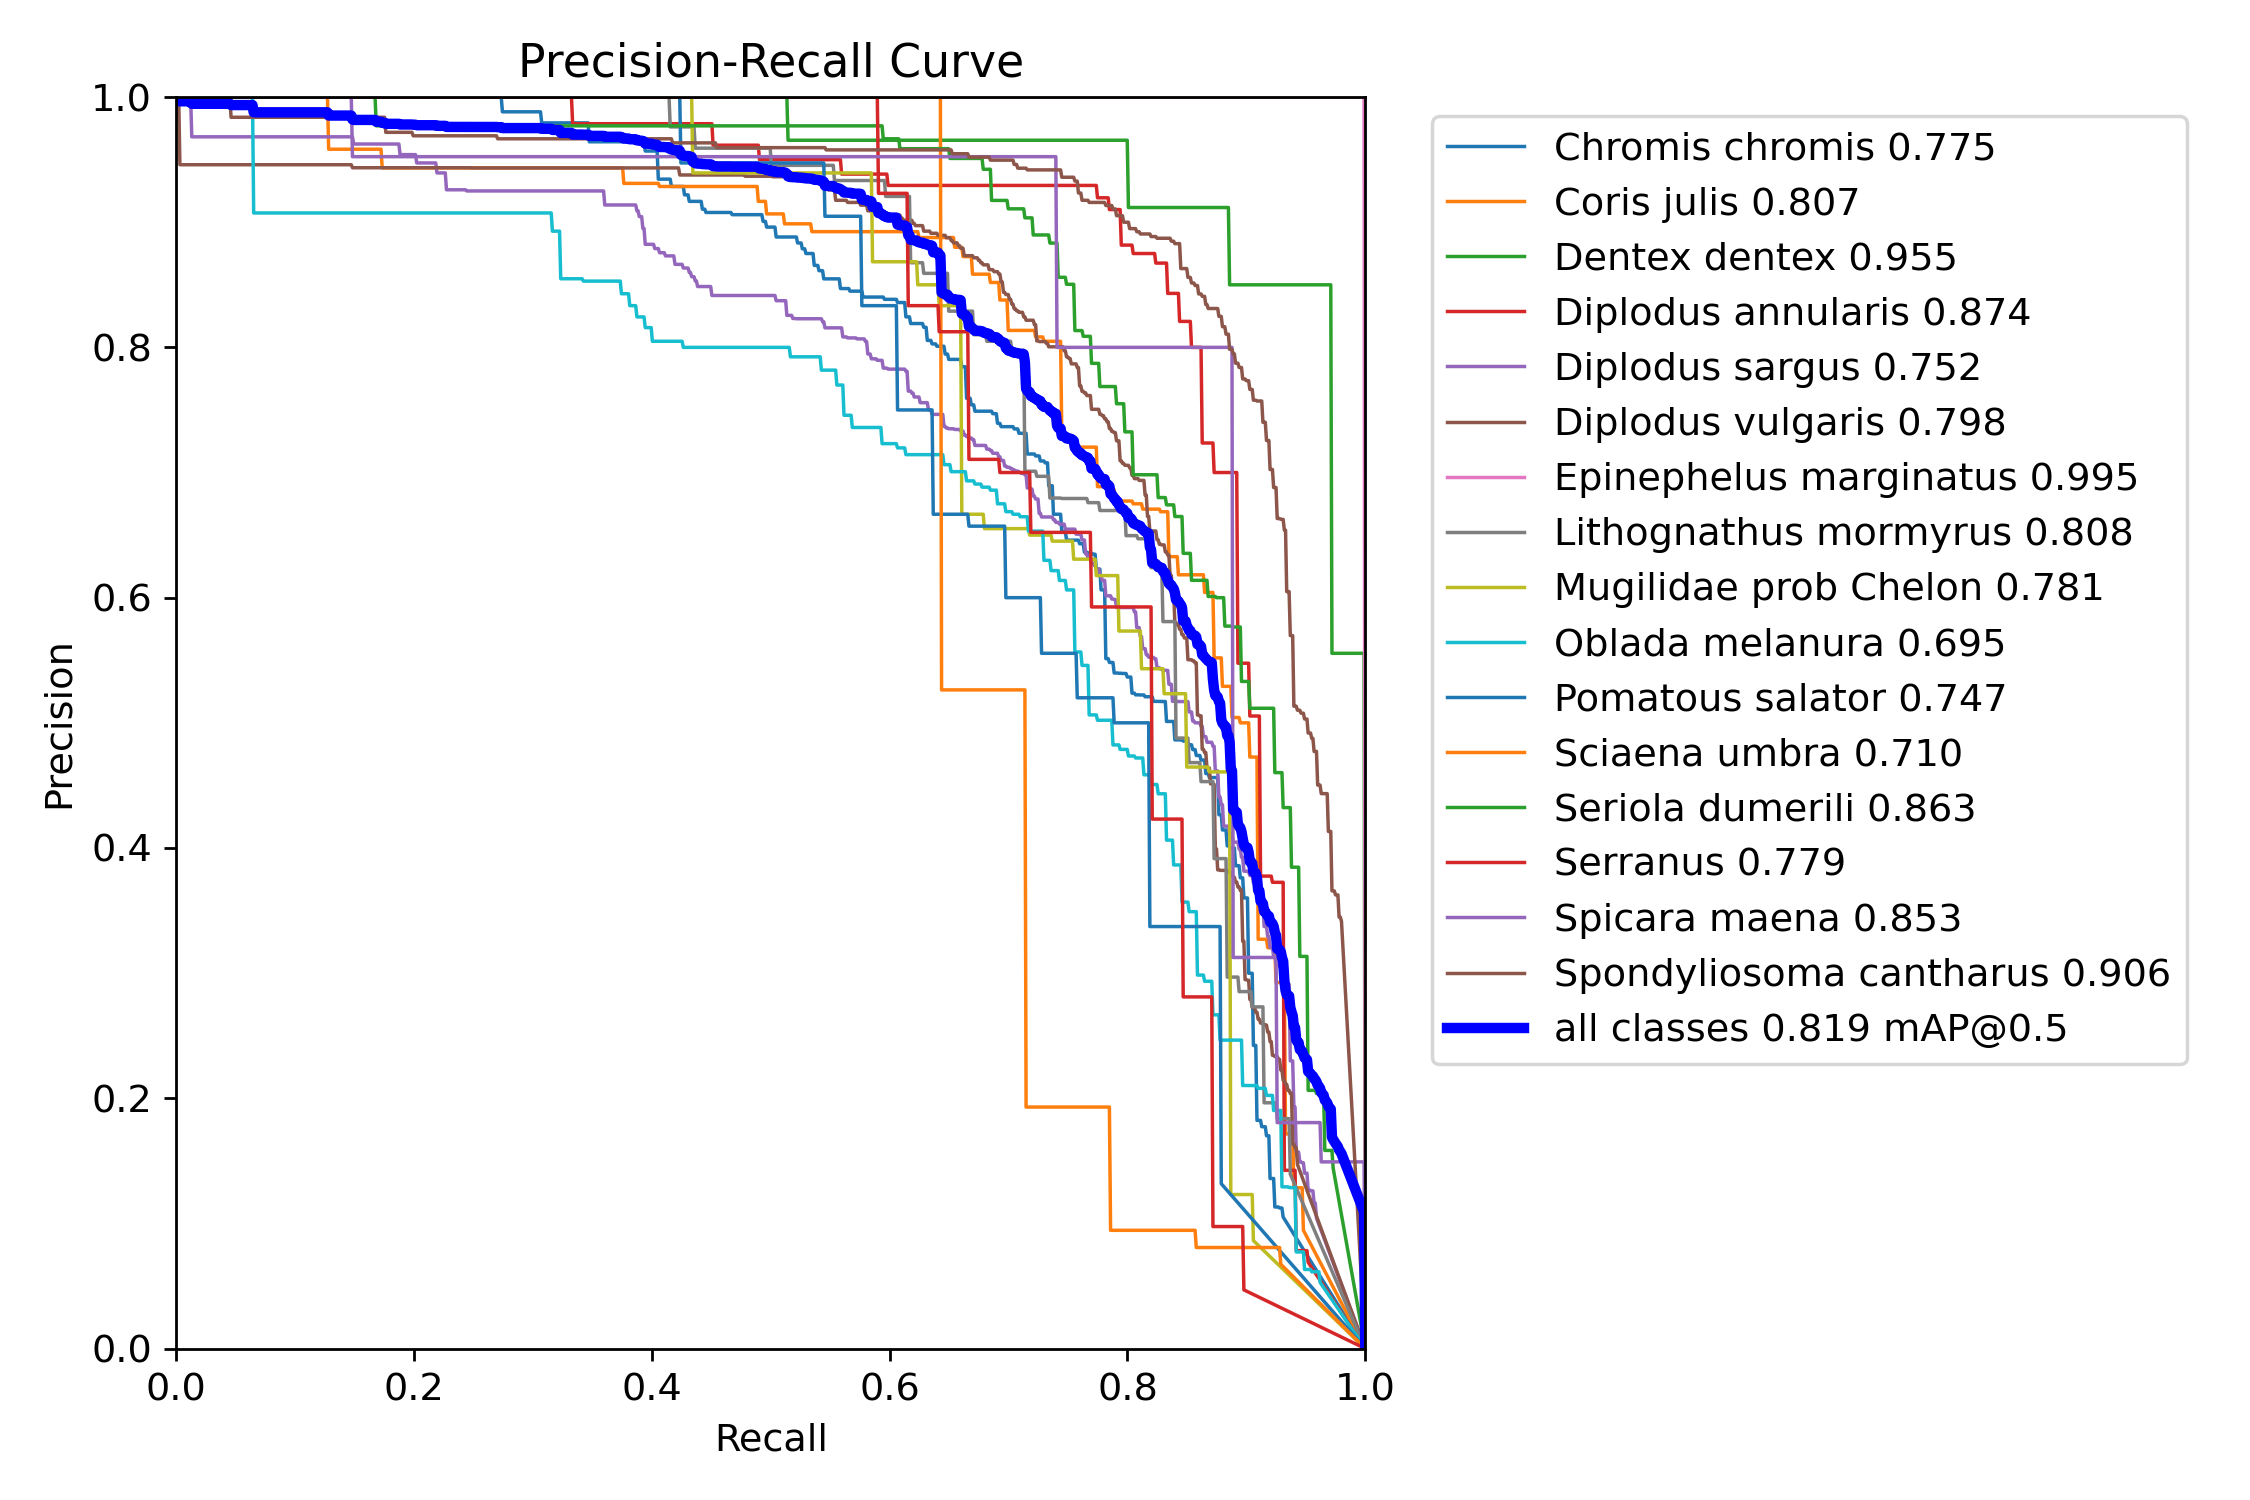 Precision-Recall Curve
1.0
0.8
0.6
0.4
0.2
0.0
Precision
0.0 0.2 0.4 0.6 0.8 1.0
Recall
Chromis chromis 0.775
Coris julis 0.807
Dentex dentex 0.955
Diplodus annularis 0.874
Diplodus sargus 0.752
Diplodus vulgaris 0.798
Epinephelus marginatus 0.995
Lithognathus mormyrus 0.808
Mugilidae prob Chelon 0.781
Oblada melanura 0.695
Pomatous salator 0.747
Sciaena umbra 0.710
Seriola dumerili 0.863
Serranus 0.779
Spicara maena 0.853
Spondyliosoma cantharus 0.906
all classes 0.819 mAP@0.5